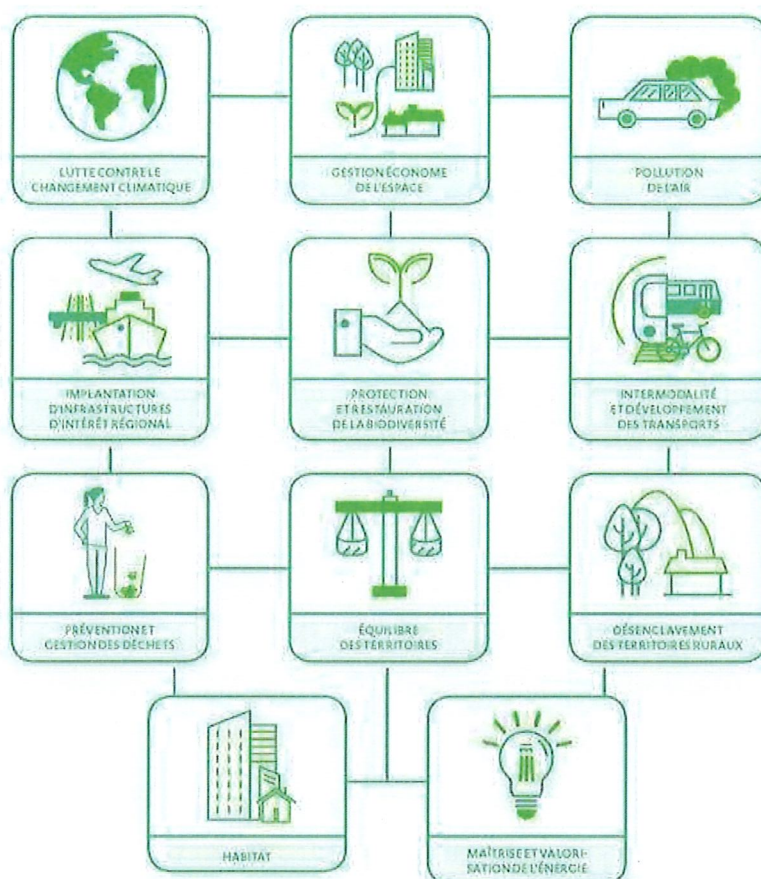 LUTTE CONTRE LE
CHANGEMENT CLIMATIQUE
GESTION ÉCONOME
DE L'ESPACE
POLLUTION
DE L'AIR
IMPLANTATION
D'INFRASTRUCTURES
D'INTÉRÊT RÉGIONAL
PROTECTION
ET RESTAURATION
DE LA BIODIVERSITÉ
INTERMODALITÉ
ET DÉVELOPPEMENT
DES TRANSPORTS
PRÉVENTION ET
GESTION DES DÉCHETS
ÉQUILIBRE
DES TERRITOIRES
DÉSENCLAVEMENT
DES TERRITOIRES RURAUX
HABITAT
MAÎTRISE ET VALORI-
SATION DE L'ÉNERGIE